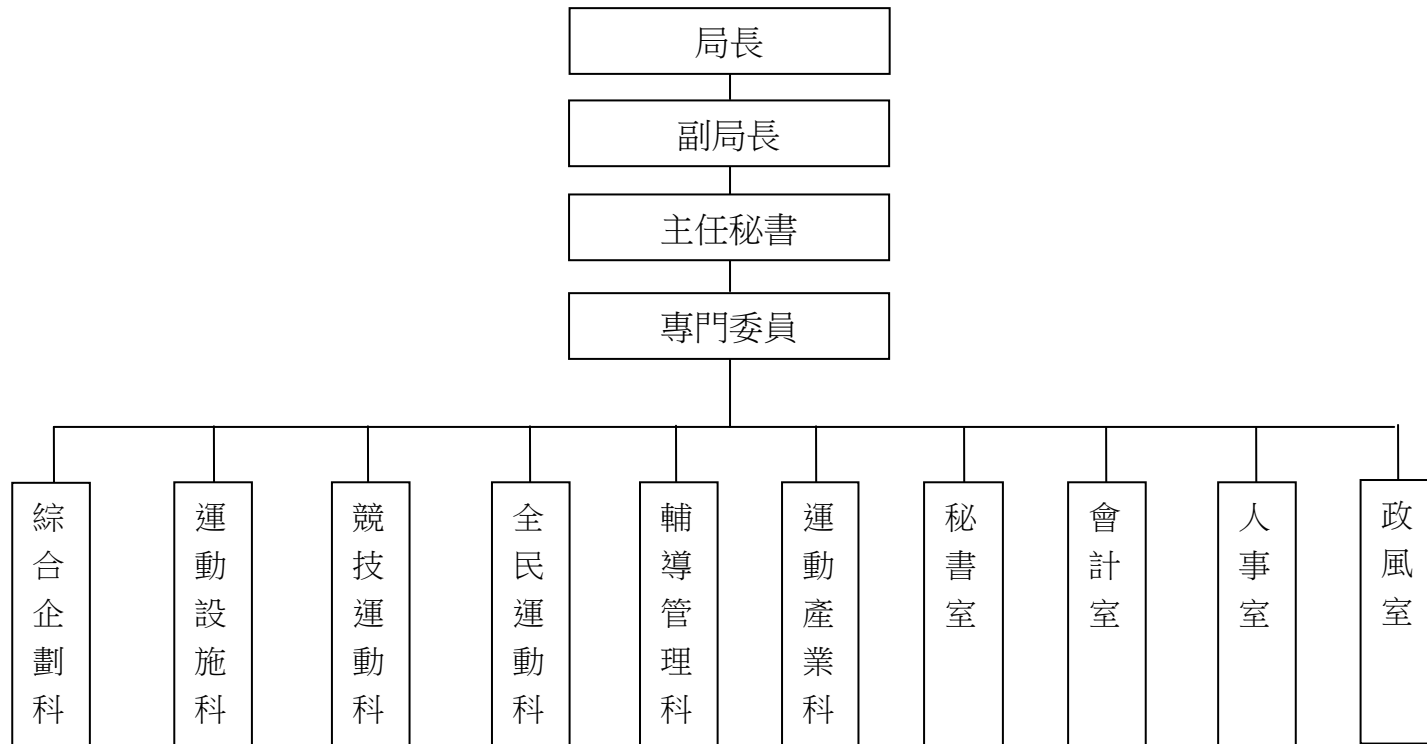 局長
副局長
主任秘書
專門委員
綜合企劃科
運動設施科
競技運動科
全民運動科
輔導管理科
運動產業科
秘書室
會計室
人事室
政風室